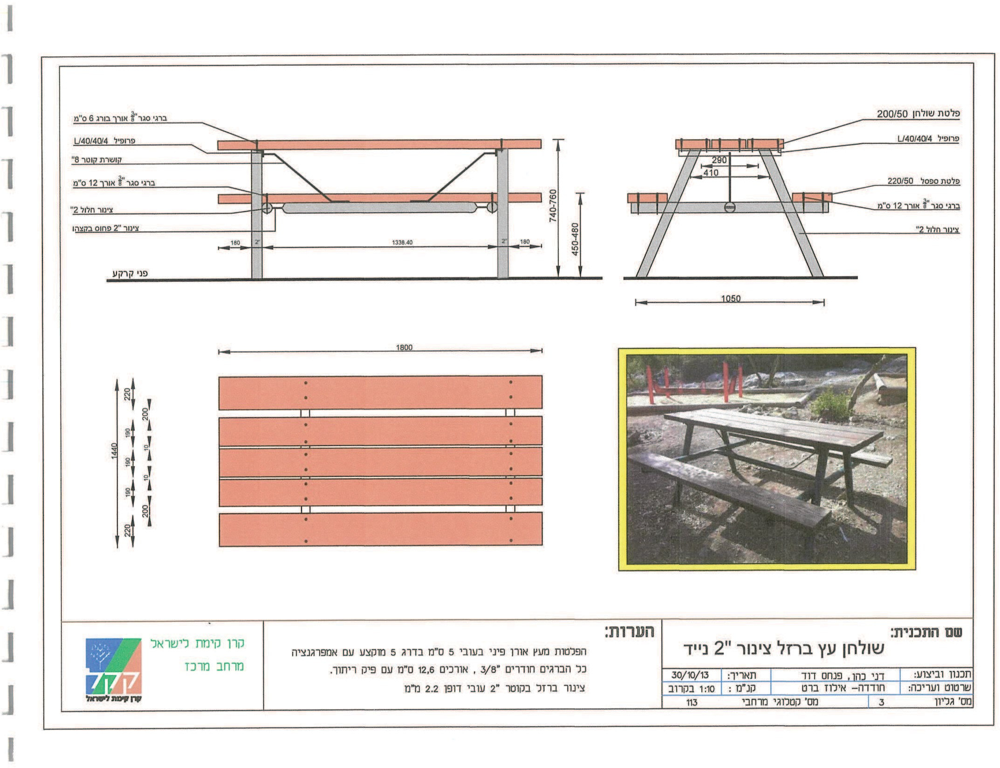 ברגי סגר "3/8 אורך בורג 6 ס"מ
פרופיל L/40/40/4
קושרת קוטר 8"
ברגי סגר "3/8 אורך 12 ס"מ
צינור חלול 2"
צינור 2" פחוס בקצהו
פני קרקע
180
2"
1338.40
2"
180
740-760
450-480
פלטת שולחן 200/50
פרופיל L/40/40/4
290
410
פלטת ספסל 220/50
ברגי סגר "3/8 אורך 12 ס"מ
צינור חלול 2"
1050
1800
1440
220
200
190
10
190
10
190
200
220
שם התכנית:
שולחן עץ ברזל צינור 2" נייד
תכנון וביצוע: דני כהן, פנחס דוד תאריך: 30/10/13
שרטוט ועריכה: חודדה- אילוז ברט קנ"מ : 1:10 בקרוב
מס' גליון 3 מס' קטלוגי מרחבי 113
הערות:
הפלטות מעץ אורן פיני בעובי 5 ס"מ בדרג 5 מוקצע עם אמפרגנציה
כל הברגים חודרים "3/8 , אורכים 12,6 ס"מ עם פיק ריתוך.
צינור ברזל בקוטר "2 עובי דופן 2.2 מ"מ
קרן קימת לישראל
מרחב מרכז
קקל
קרן קימת לישראל